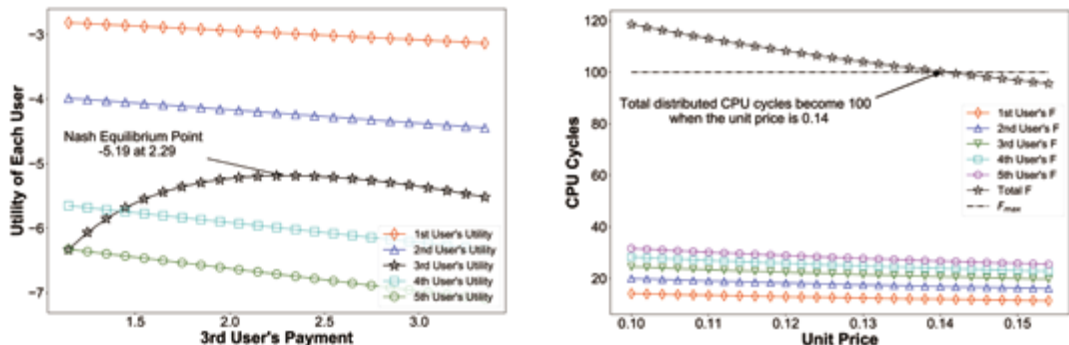 -3
-4
-5
-6
-7
Utility of Each User
Nash Equilibrium Point
-5.19 at 2.29
1st User's Utility
2nd User's Utility
3rd User's Utility
4th User's Utility
5th User's Utility
1.5 2.0 2.5 3.0
3rd User's Payment
120
100
80
60
40
20
CPU Cycles
Total distributed CPU cycles become 100
when the unit price is 0.14
1st User's F
2nd User's F
3rd User's F
4th User's F
5th User's F
Total F
Fmax
0.10 0.11 0.12 0.13 0.14 0.15
Unit Price